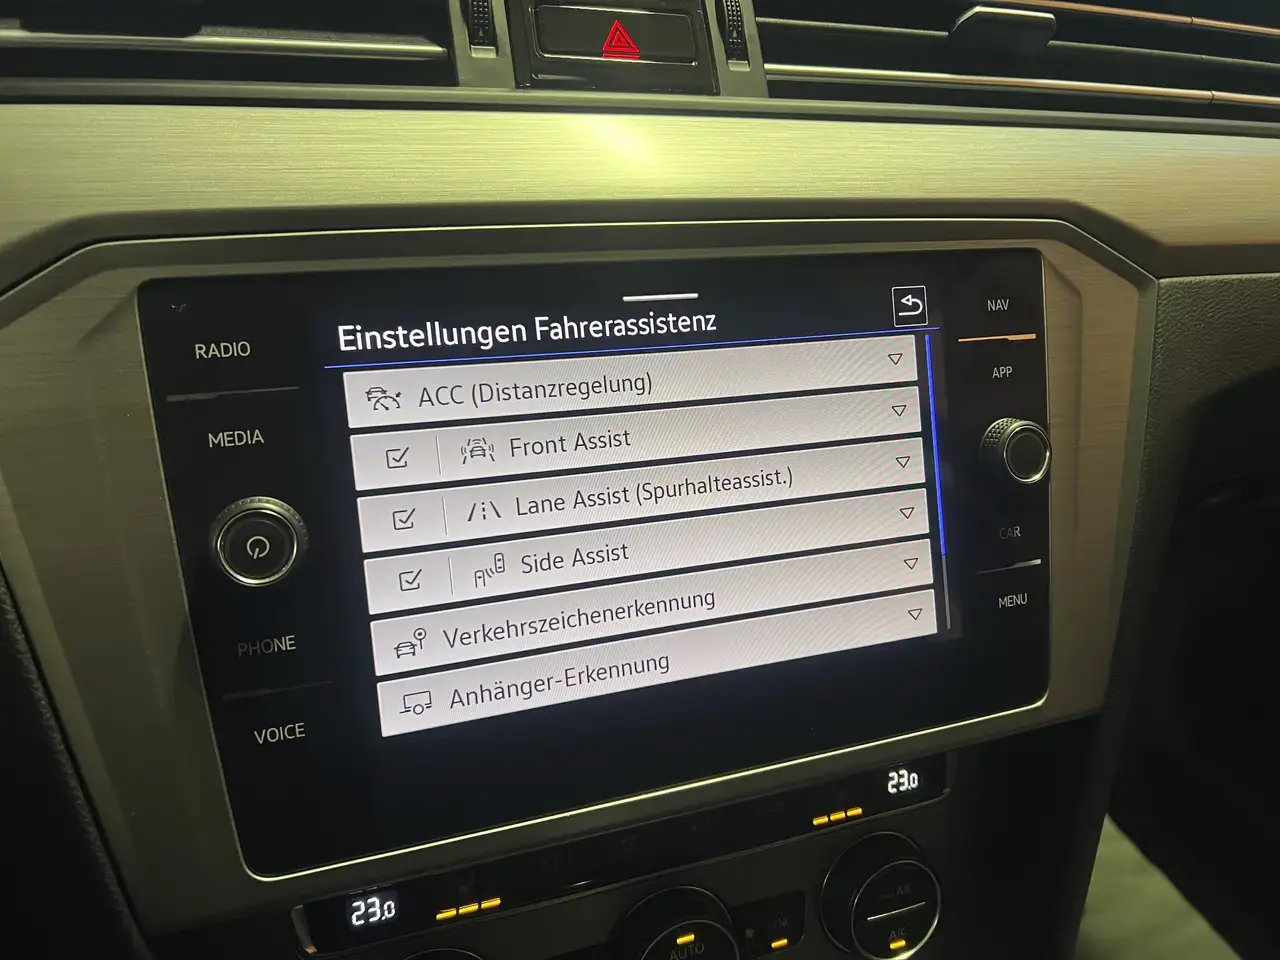 Einstellungen Fahrerassistenz
ACC (Distanzregelung)
Front Assist
Lane Assist (Spurhalteassist.)
Side Assist
Verkehrszeichenerkennung
Anhänger-Erkennung
RADIO
MEDIA
PHONE
VOICE
NAV
APP
CAR
MENU
23.0
23.0
AUTO
A/C